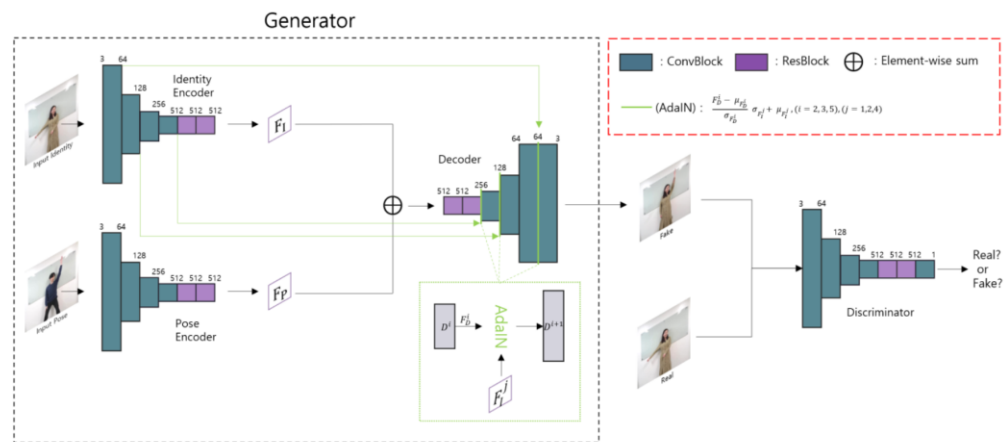 Generator
3 64
128
256
512 512 512
Identity
Encoder
Input Identity
F_I
3 64
128
256
512 512 512
Pose
Encoder
Input Pose
F_P
Decoder
512 512 256
128
64 3
D^i
F_D^i
AdaIN
D^{i+1}
F_I^j
: ConvBlock
: ResBlock
: Element-wise sum
(AdaIN) : \frac{F_D^i - μ_{F_D^i}}{σ_{F_D^i}} σ_{F_I^j} + μ_{F_I^j}, (i = 2,3,5), (j = 1,2,4)
Fake
Real
3 64
128
256
512 512 512 1
Discriminator
Real?
or
Fake?